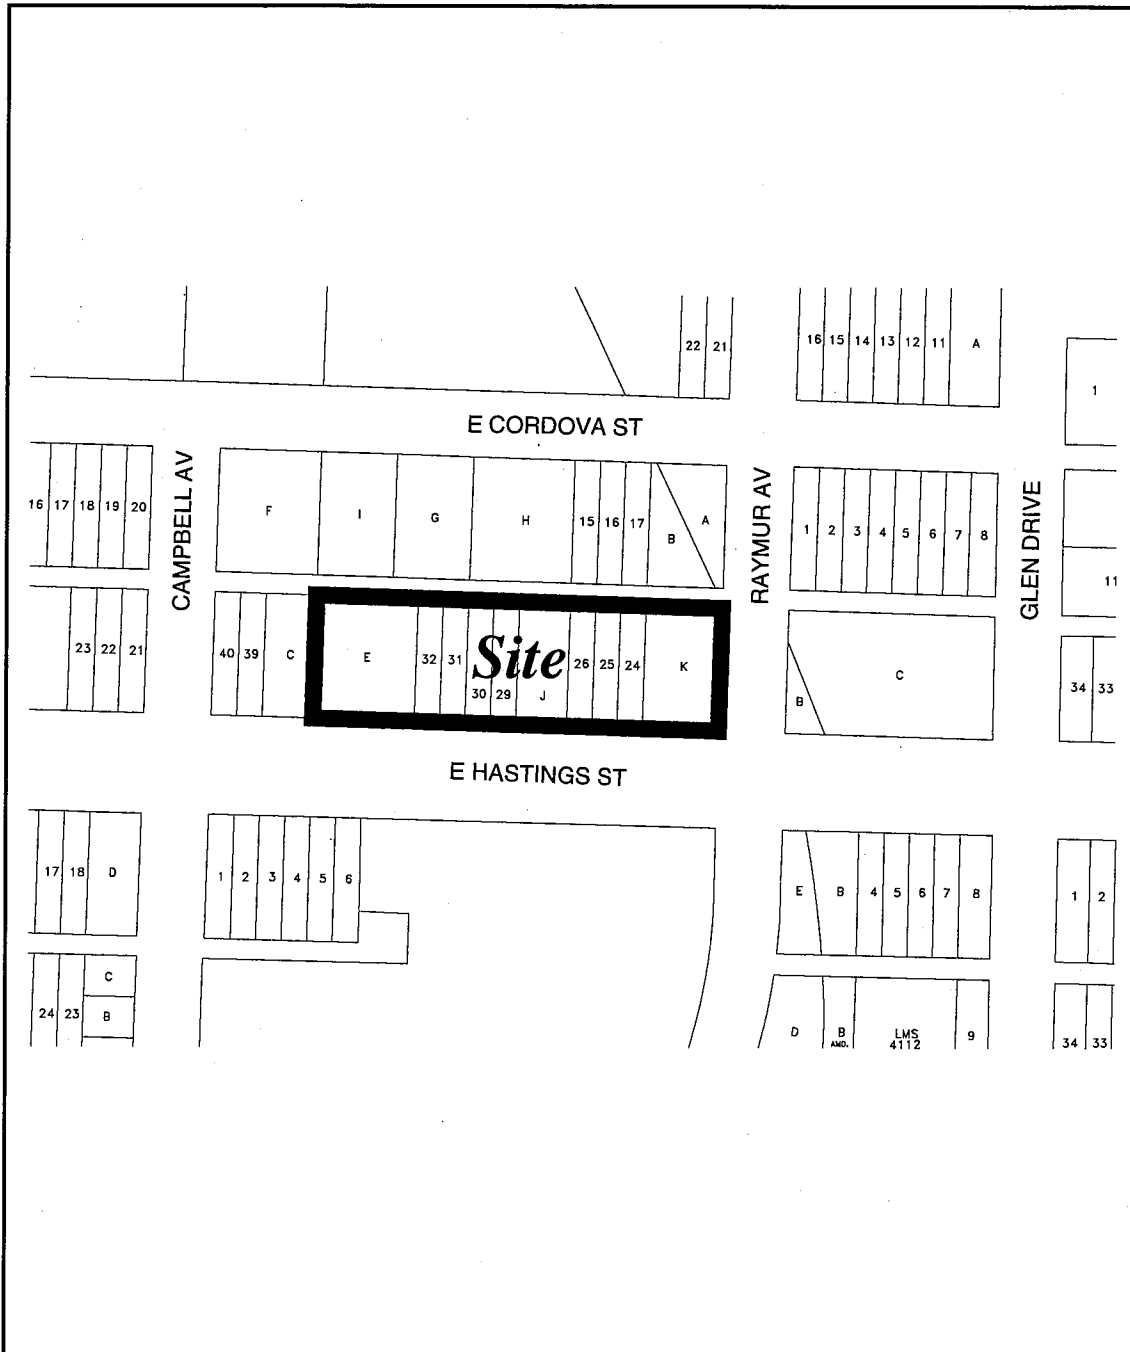 22 21
16 15 14 13 12 11 A
1
E CORDOVA ST
CAMPBELL AV
RAYMUR AV
GLEN DRIVE
16 17 18 19 20
F I G H 15 16 17 B A
1 2 3 4 5 6 7 8
11
23 22 21
40 39 C
E 32 31 30 29 J 26 25 24 K
Site
B C
34 33
E HASTINGS ST
17 18 D
1 2 3 4 5 6
E B 4 5 6 7 8
1 2
24 23 C
B
D B
AMD.
LMS
4112
9
34 33